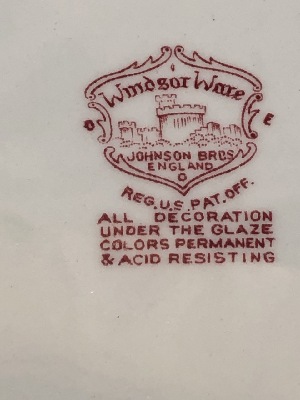 Windsor Ware
D E
JOHNSON BROS
ENGLAND
REG. U.S. PAT. OFF.
ALL DECORATION
UNDER THE GLAZE
COLORS PERMANENT
& ACID RESISTING